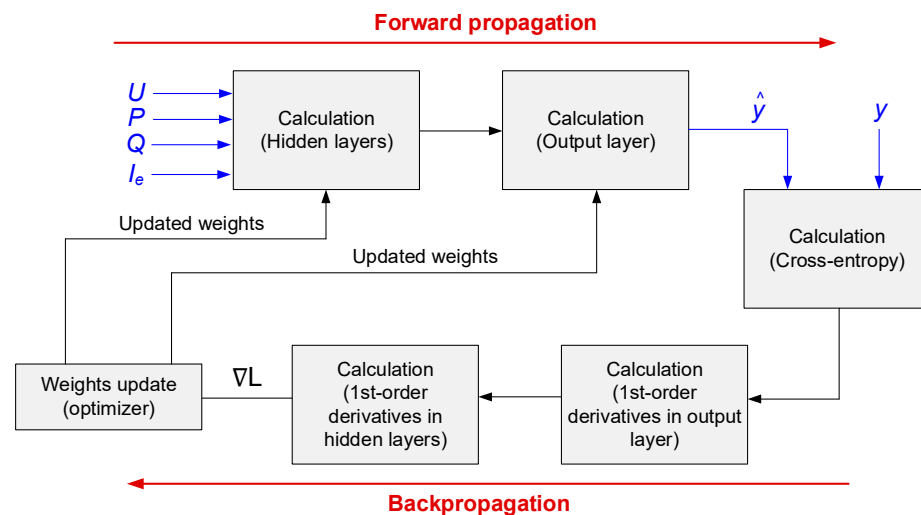 Forward propagation
U
P
Q
I_e
Calculation
(Hidden layers)
Calculation
(Output layer)
ŷ
y
Updated weights
Updated weights
Calculation
(Cross-entropy)
Weights update
(optimizer)
∇L
Calculation
(1st-order
derivatives in
hidden layers)
Calculation
(1st-order
derivatives in output
layer)
Backpropagation